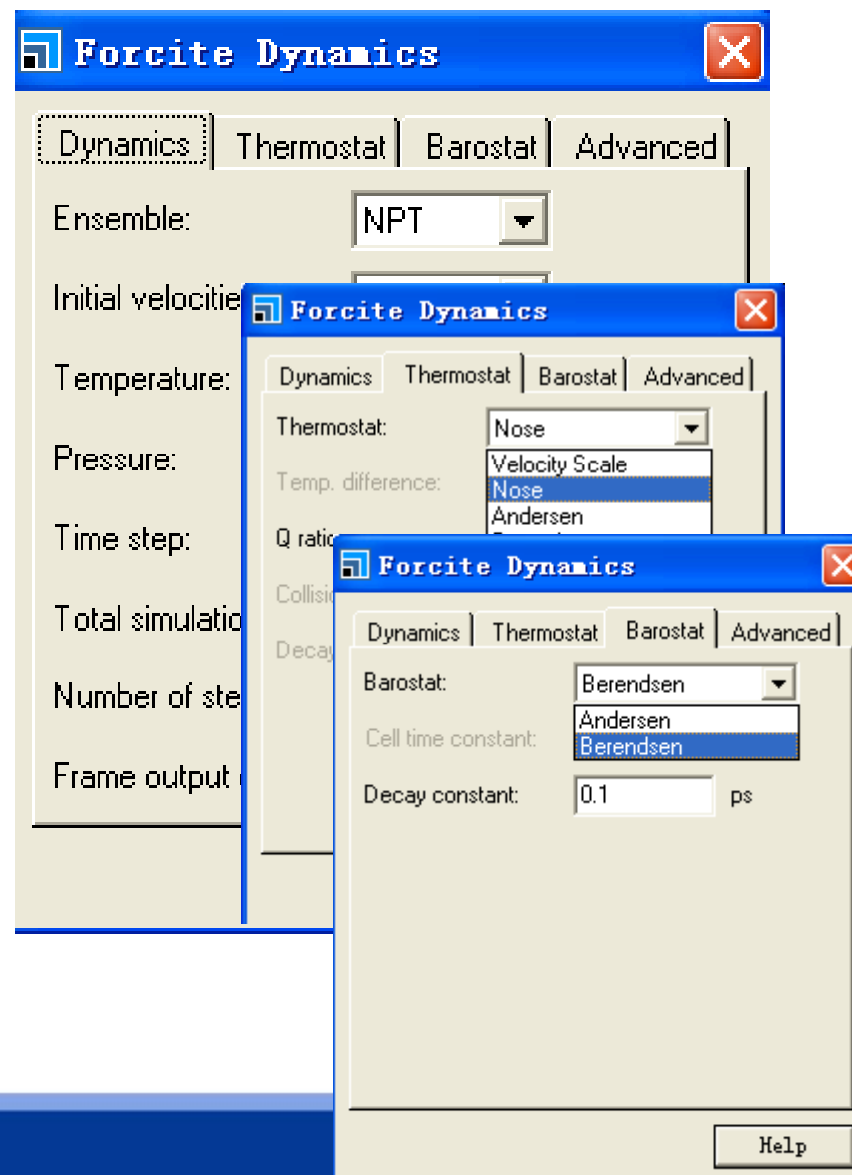 Forcite Dynamics
Dynamics Thermostat Barostat Advanced
Ensemble: NPT
Initial velocitie
Temperature:
Pressure:
Time step:
Total simulatio
Number of ste
Frame output
Forcite Dynamics
Dynamics Thermostat Barostat Advanced
Thermostat: Nose
Velocity Scale
Temp. difference:
Nose
Andersen
Q ratio
Collisio
Decay
Forcite Dynamics
Dynamics Thermostat Barostat Advanced
Barostat: Berendsen
Andersen
Cell time constant:
Berendsen
Decay constant: 0.1 ps
Help